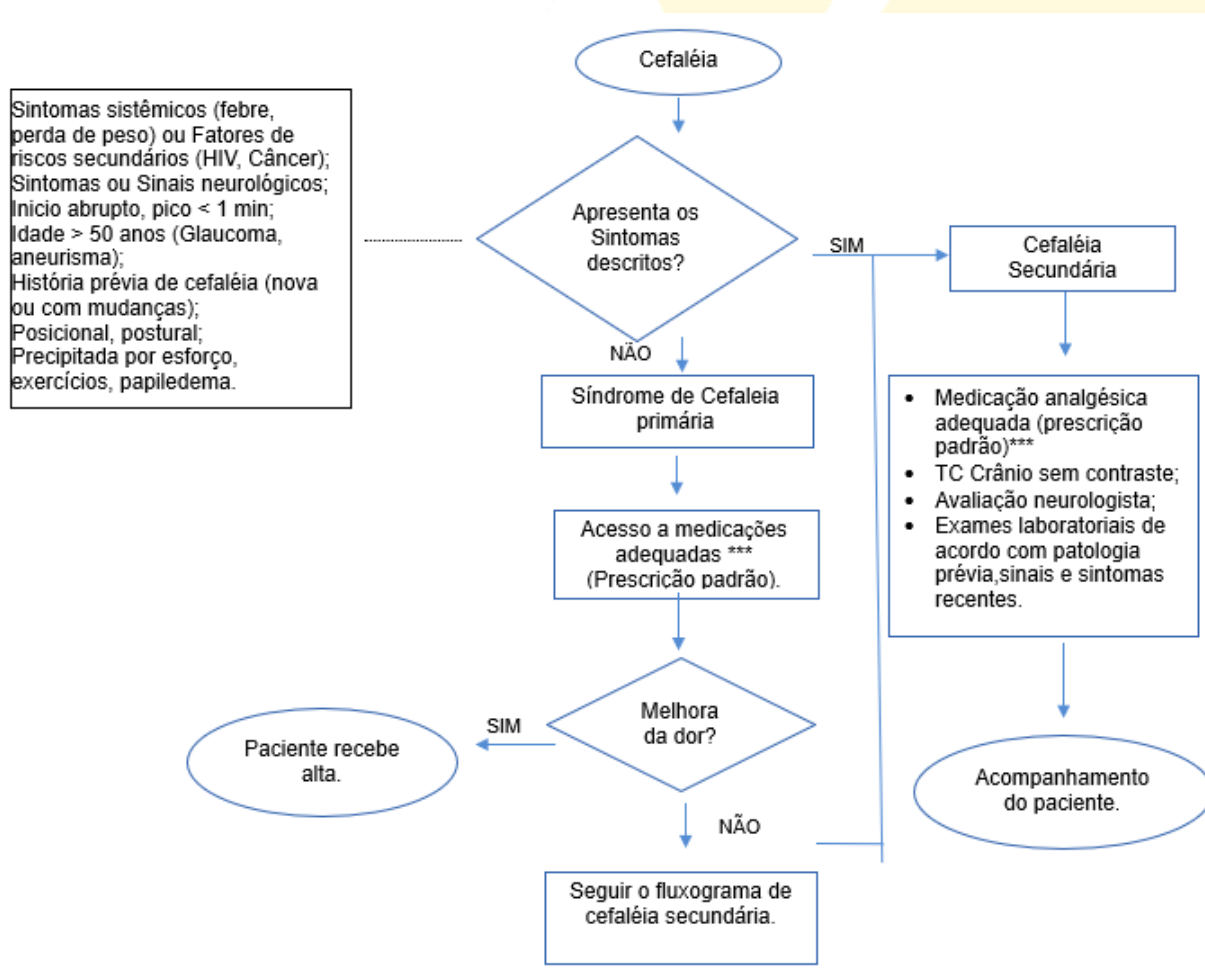 Cefaléia
Sintomas sistêmicos (febre,
perda de peso) ou Fatores de
riscos secundários (HIV, Câncer);
Sintomas ou Sinais neurológicos;
Inicio abrupto, pico < 1 min;
Idade > 50 anos (Glaucoma,
aneurisma);
História prévia de cefaléia (nova
ou com mudanças);
Posicional, postural;
Precipitada por esforço,
exercícios, papiledema.
Apresenta os
Sintomas
descritos?
SIM
Cefaléia
Secundária
NÃO
Síndrome de Cefaleia
primária
Acesso a medicações
adequadas ***
(Prescrição padrão).
• Medicação analgésica
adequada (prescrição
padrão)***
• TC Crânio sem contraste;
• Avaliação neurologista;
• Exames laboratoriais de
acordo com patologia
prévia,sinais e sintomas
recentes.
Melhora
da dor?
SIM
Paciente recebe
alta.
NÃO
Seguir o fluxograma de
cefaléia secundária.
Acompanhamento
do paciente.